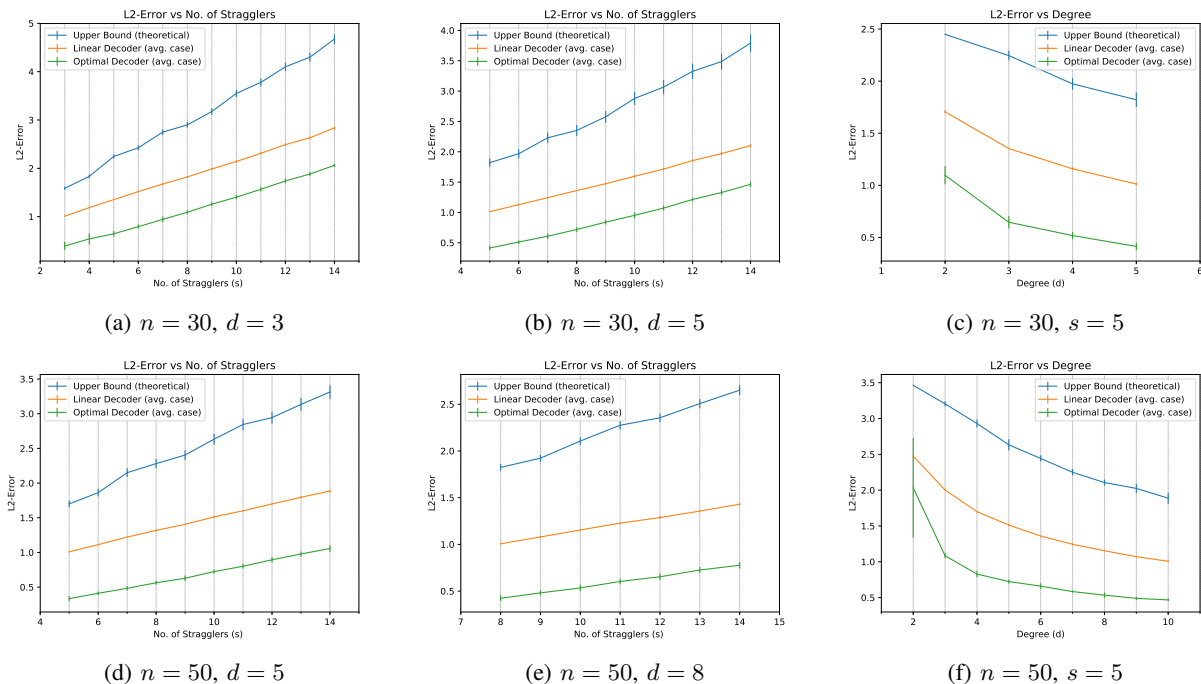 L2-Error vs No. of Stragglers
Upper Bound (theoretical)
Linear Decoder (avg. case)
Optimal Decoder (avg. case)
5
4
3
2
1
L2-Error
2 4 6 8 10 12 14
No. of Stragglers (s)
(a) n = 30, d = 3
L2-Error vs No. of Stragglers
Upper Bound (theoretical)
Linear Decoder (avg. case)
Optimal Decoder (avg. case)
4.0
3.5
3.0
2.5
2.0
1.5
1.0
0.5
L2-Error
4 6 8 10 12 14
No. of Stragglers (s)
(b) n = 30, d = 5
L2-Error vs Degree
Upper Bound (theoretical)
Linear Decoder (avg. case)
Optimal Decoder (avg. case)
2.5
2.0
1.5
1.0
0.5
L2-Error
1 2 3 4 5 6
Degree (d)
(c) n = 30, s = 5
L2-Error vs No. of Stragglers
Upper Bound (theoretical)
Linear Decoder (avg. case)
Optimal Decoder (avg. case)
3.5
3.0
2.5
2.0
1.5
1.0
0.5
L2-Error
4 6 8 10 12 14
No. of Stragglers (s)
(d) n = 50, d = 5
L2-Error vs No. of Stragglers
Upper Bound (theoretical)
Linear Decoder (avg. case)
Optimal Decoder (avg. case)
2.5
2.0
1.5
1.0
0.5
L2-Error
7 8 9 10 11 12 13 14 15
No. of Stragglers (s)
(e) n = 50, d = 8
L2-Error vs Degree
Upper Bound (theoretical)
Linear Decoder (avg. case)
Optimal Decoder (avg. case)
3.5
3.0
2.5
2.0
1.5
1.0
0.5
L2-Error
2 4 6 8 10
Degree (d)
(f) n = 50, s = 5